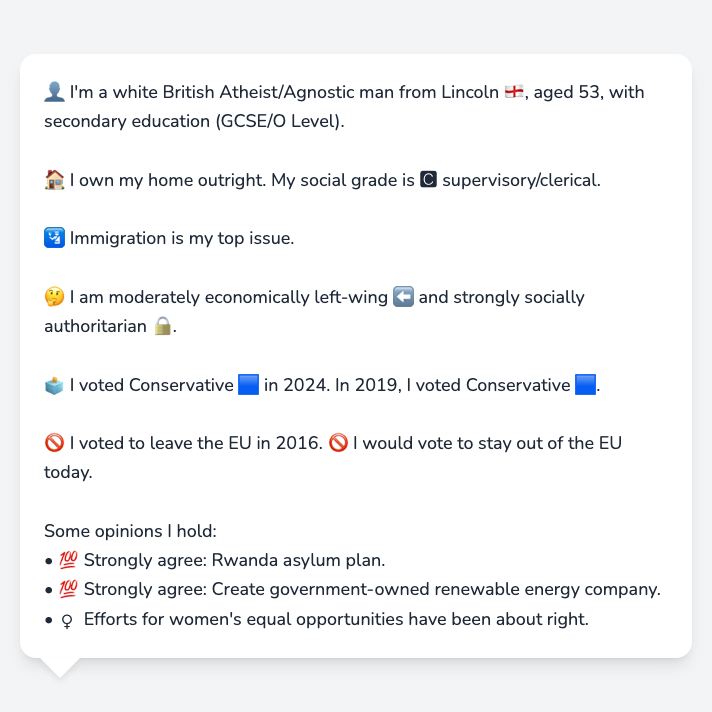 👤 I'm a white British Atheist/Agnostic man from Lincoln 🏴󠁧󠁢󠁥󠁮󠁧󠁿, aged 53, with
secondary education (GCSE/O Level).
🏠 I own my home outright. My social grade is 🅲 supervisory/clerical.
🛂 Immigration is my top issue.
🤔 I am moderately economically left-wing ⬅️ and strongly socially
authoritarian 🔒.
🗳️ I voted Conservative 🟦 in 2024. In 2019, I voted Conservative 🟦.
🚫 I voted to leave the EU in 2016. 🚫 I would vote to stay out of the EU
today.
Some opinions I hold:
• 💯 Strongly agree: Rwanda asylum plan.
• 💯 Strongly agree: Create government-owned renewable energy company.
• ♀ Efforts for women's equal opportunities have been about right.